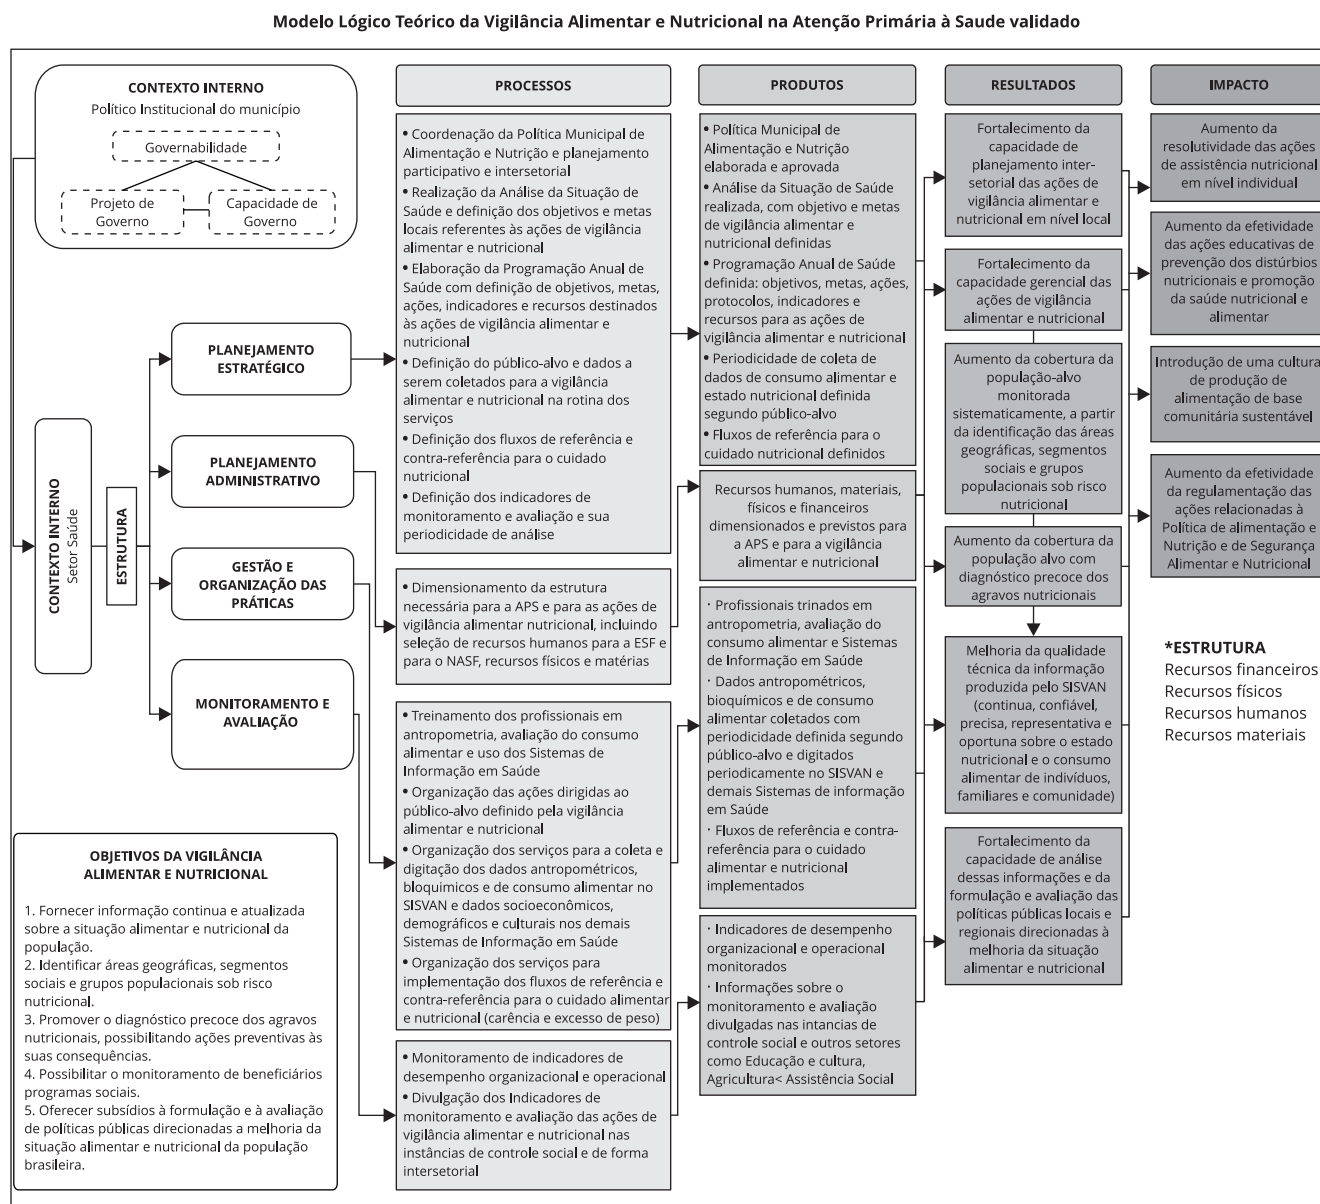 Modelo Lógico Teórico da Vigilância Alimentar e Nutricional na Atenção Primária à Saude validado
CONTEXTO INTERNO
Político Institucional do município
Governabilidade
Projeto de
Governo
Capacidade de
Governo
CONTEXTO INTERNO
Setor Saúde
ESTRUTURA
PLANEJAMENTO
ESTRATÉGICO
PLANEJAMENTO
ADMINISTRATIVO
GESTÃO E
ORGANIZAÇÃO DAS
PRÁTICAS
MONITORAMENTO E
AVALIAÇÃO
OBJETIVOS DA VIGILÂNCIA
ALIMENTAR E NUTRICIONAL
1. Fornecer informação continua e atualizada
sobre a situação alimentar e nutricional da
população.
2. Identificar áreas geográficas, segmentos
sociais e grupos populacionais sob risco
nutricional.
3. Promover o diagnóstico precoce dos agravos
nutricionais, possibilitando ações preventivas às
suas consequências.
4. Possibilitar o monitoramento de beneficiários
programas sociais.
5. Oferecer subsídios à formulação e à avaliação
de políticas públicas direcionadas a melhoria da
situação alimentar e nutricional da população
brasileira.
PROCESSOS
• Coordenação da Política Municipal de
Alimentação e Nutrição e planejamento
participativo e intersetorial
• Realização da Análise da Situação de
Saúde e definição dos objetivos e metas
locais referentes às ações de vigilância
alimentar e nutricional
• Elaboração da Programação Anual de
Saúde com definição de objetivos, metas,
ações, indicadores e recursos destinados
às ações de vigilância alimentar e
nutricional
• Definição do público-alvo e dados a
serem coletados para a vigilância
alimentar e nutricional na rotina dos
serviços
• Definição dos fluxos de referência e
contra-referência para o cuidado
nutricional
• Definição dos indicadores de
monitoramento e avaliação e sua
periodicidade de análise
• Dimensionamento da estrutura
necessária para a APS e para as ações de
vigilância alimentar nutricional, incluindo
seleção de recursos humanos para a ESF e
para o NASF, recursos físicos e matérias
• Treinamento dos profissionais em
antropometria, avaliação do consumo
alimentar e uso dos Sistemas de
Informação em Saúde
• Organização das ações dirigidas ao
público-alvo definido pela vigilância
alimentar e nutricional
• Organização dos serviços para a coleta e
digitação dos dados antropométricos,
bloquimicos e de consumo alimentar no
SISVAN e dados socioeconômicos,
demográficos e culturais nos demais
Sistemas de Informação em Saúde
• Organização dos serviços para
implementação dos fluxos de referência e
contra-referência para o cuidado alimentar
e nutricional (carência e excesso de peso)
• Monitoramento de indicadores de
desempenho organizacional e operacional
• Divulgação dos Indicadores de
monitoramento e avaliação das ações de
vigilância alimentar e nutricional nas
instâncias de controle social e de forma
intersetorial
PRODUTOS
• Política Municipal de
Alimentação e Nutrição
elaborada e aprovada
• Análise da Situação de Saúde
realizada, com objetivo e metas
de vigilância alimentar e
nutricional definidas
• Programação Anual de Saúde
definida: objetivos, metas, ações,
protocolos, indicadores e
recursos para as ações de
vigilância alimentar e nutricional
• Periodicidade de coleta de
dados de consumo alimentar e
estado nutricional definida
segundo público-alvo
• Fluxos de referência para o
cuidado nutricional definidos
Recursos humanos, materiais,
físicos e financeiros
dimensionados e previstos para
a APS e para a vigilância
alimentar e nutricional
· Profissionais trinados em
antropometria, avaliação do
consumo alimentar e Sistemas
de Informação em Saúde
· Dados antropométricos,
bioquímicos e de consumo
alimentar coletados com
periodicidade definida segundo
público-alvo e digitados
periodicamente no SISVAN e
demais Sistemas de informação
em Saúde
· Fluxos de referência e contra-
referência para o cuidado
alimentar e nutricional
implementados
· Indicadores de desempenho
organizacional e operacional
monitorados
· Informações sobre o
monitoramento e avaliação
divulgadas nas intancias de
controle social e outros setores
como Educação e cultura,
Agricultura< Assistência Social
RESULTADOS
Fortalecimento da
capacidade de
planejamento inter-
setorial das ações de
vigilância alimentar e
nutricional em nível local
Fortalecimento da
capacidade gerencial das
ações de vigilância
alimentar e nutricional
Aumento da cobertura da
população-alvo
monitorada
sistematicamente, a partir
da identificação das áreas
geográficas, segmentos
sociais e grupos
populacionais sob risco
nutricional
Aumento da cobertura da
população alvo com
diagnóstico precoce dos
agravos nutricionais
Melhoria da qualidade
técnica da informação
produzida pelo SISVAN
(continua, confiável,
precisa, representativa e
oportuna sobre o estado
nutricional e o consumo
alimentar de indivíduos,
familiares e comunidade)
Fortalecimento da
capacidade de análise
dessas informações e da
formulação e avaliação das
políticas públicas locais e
regionais direcionadas à
melhoria da situação
alimentar e nutricional
IMPACTO
Aumento da
resolutividade das ações
de assistência nutricional
em nível individual
Aumento da efetividade
das ações educativas de
prevenção dos distúrbios
nutricionais e promoção
da saúde nutricional e
alimentar
Introdução de uma cultura
de produção de
alimentação de base
comunitária sustentável
Aumento da efetividade
da regulamentação das
ações relacionadas à
Política de alimentação e
Nutrição e de Segurança
Alimentar e Nutricional
*ESTRUTURA
Recursos financeiros
Recursos físicos
Recursos humanos
Recursos materiais